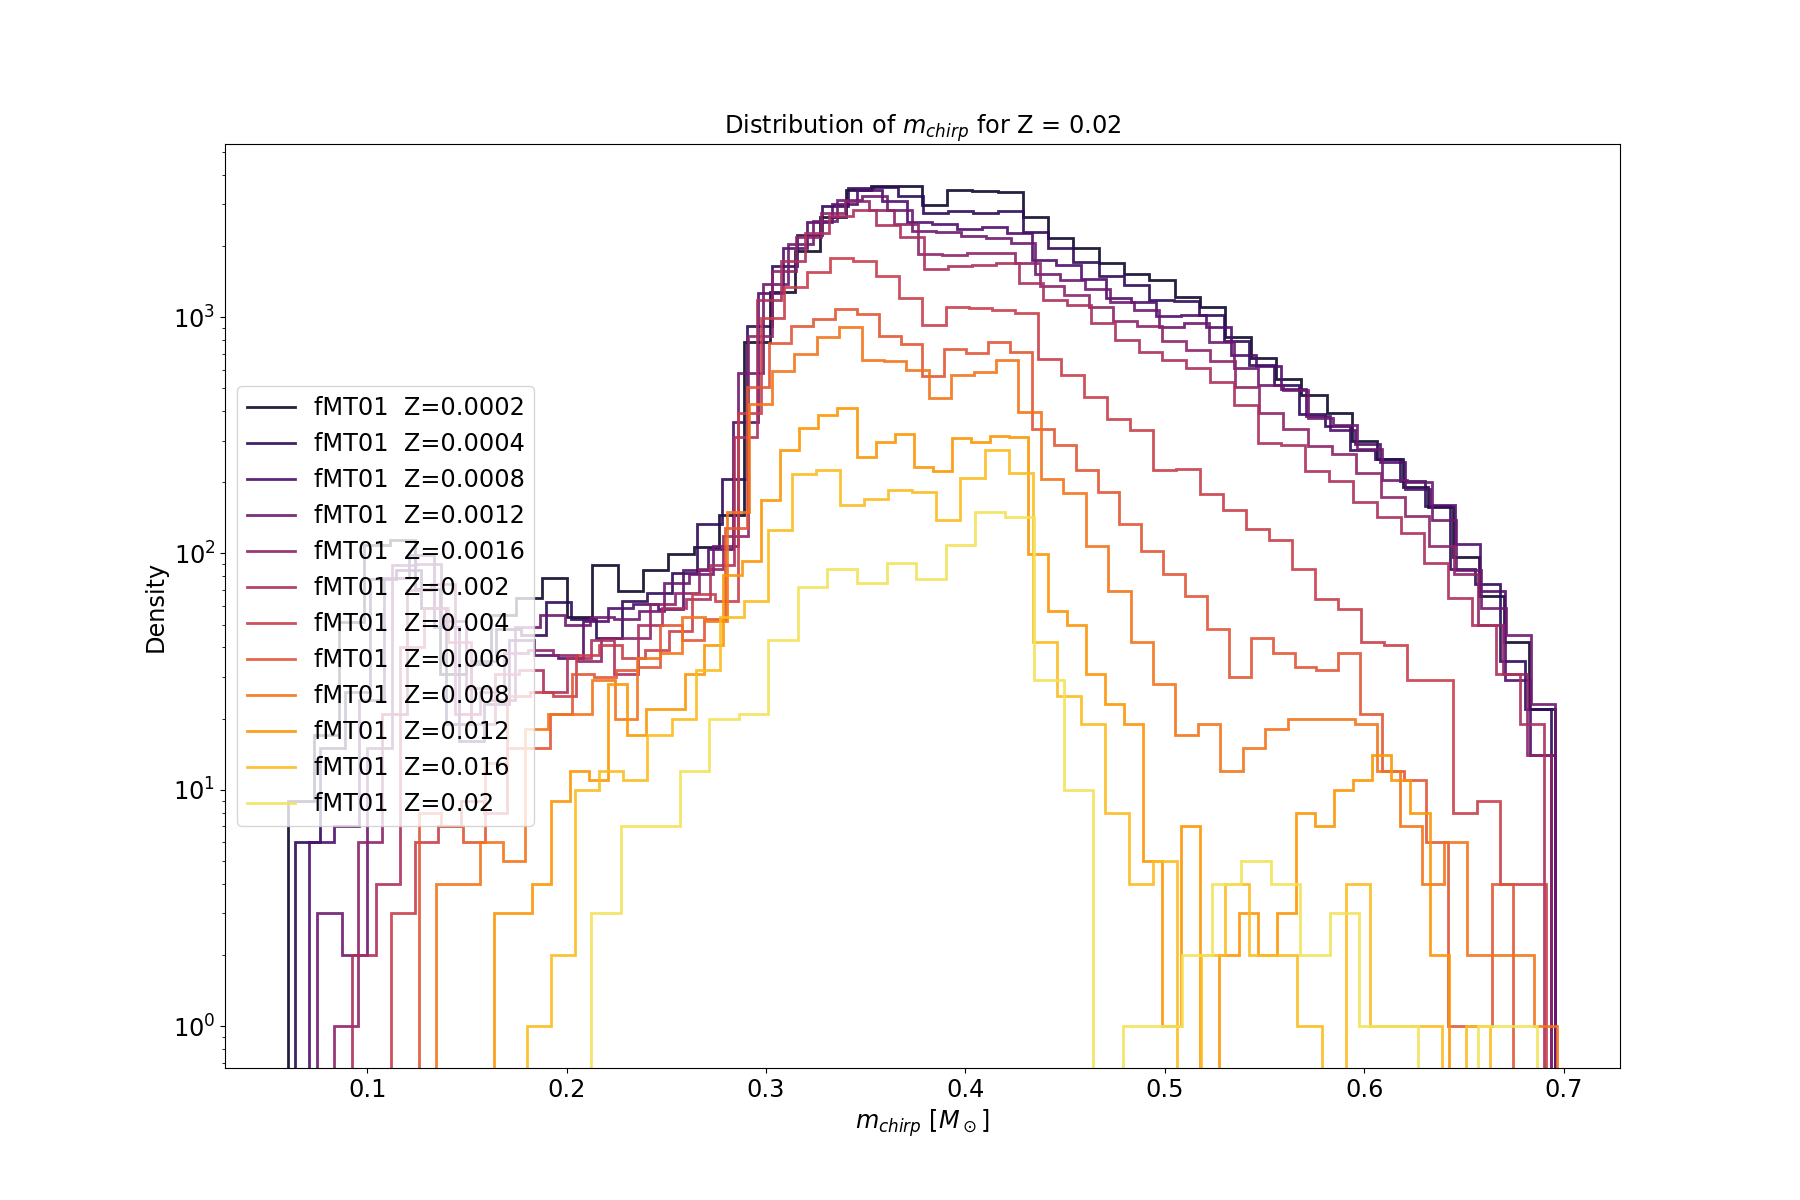 Distribution of m_chirp for Z = 0.02
Density
10^3
10^2
10^1
10^0
fMT01 Z=0.0002
fMT01 Z=0.0004
fMT01 Z=0.0008
fMT01 Z=0.0012
fMT01 Z=0.0016
fMT01 Z=0.002
fMT01 Z=0.004
fMT01 Z=0.006
fMT01 Z=0.008
fMT01 Z=0.012
fMT01 Z=0.016
fMT01 Z=0.02
0.1 0.2 0.3 0.4 0.5 0.6 0.7
m_chirp [M_⊙]